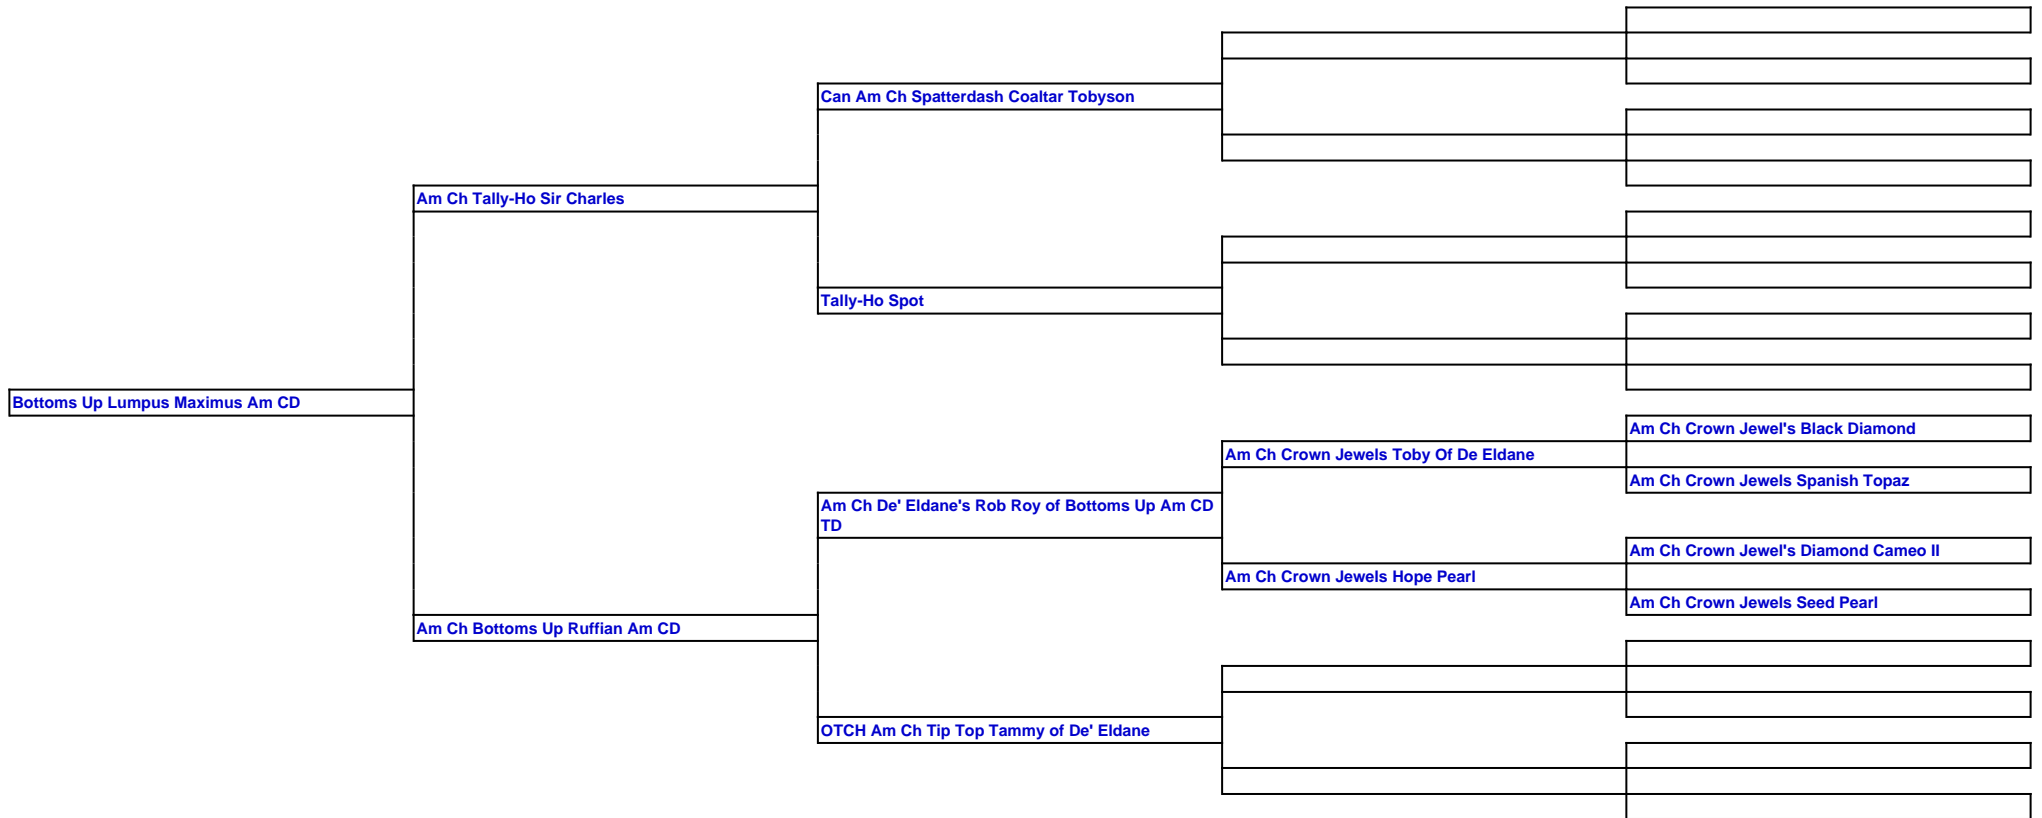 Can Am Ch Spatterdash Coaltar Tobyson
Am Ch Tally-Ho Sir Charles
Tally-Ho Spot
Bottoms Up Lumpus Maximus Am CD
Am Ch Crown Jewel's Black Diamond
Am Ch Crown Jewels Toby Of De Eldane
Am Ch Crown Jewels Spanish Topaz
Am Ch De' Eldane's Rob Roy of Bottoms Up Am CD
TD
Am Ch Crown Jewel's Diamond Cameo II
Am Ch Crown Jewels Hope Pearl
Am Ch Crown Jewels Seed Pearl
Am Ch Bottoms Up Ruffian Am CD
OTCH Am Ch Tip Top Tammy of De' Eldane